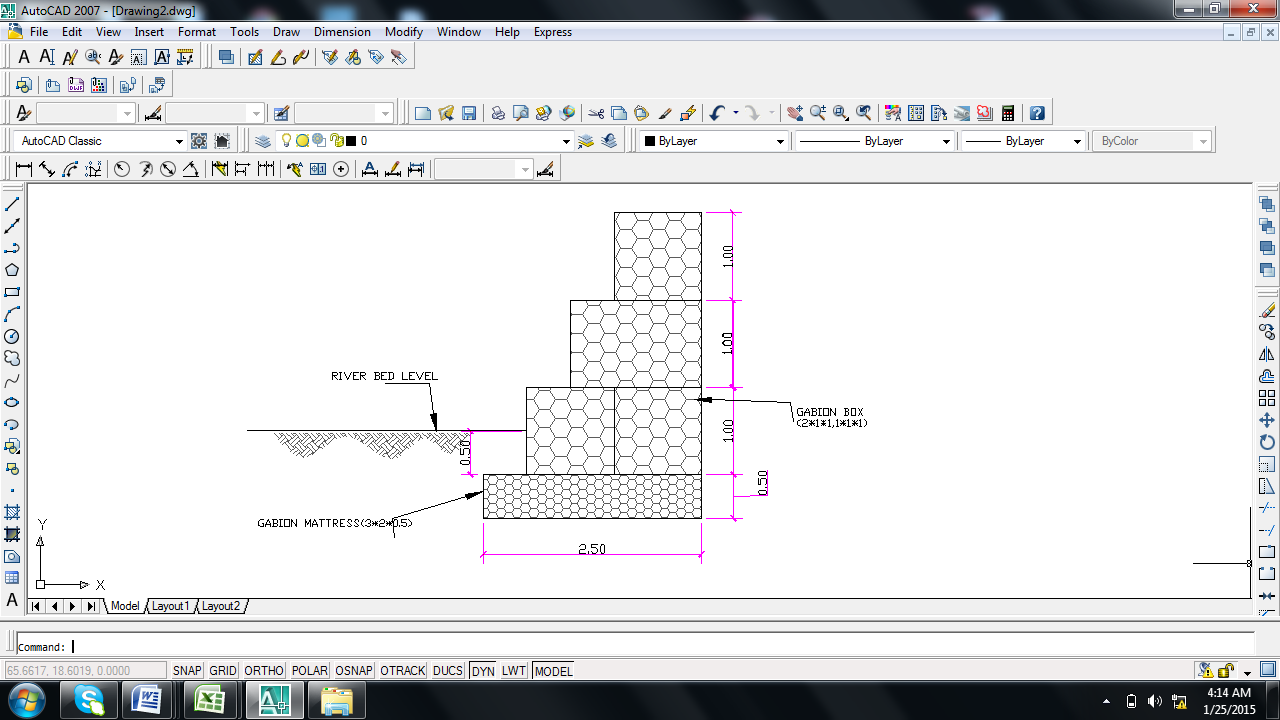 AutoCAD 2007 - [Drawing2.dwg]
File Edit View Insert Format Tools Draw Dimension Modify Window Help Express
AutoCAD Classic
0
ByLayer
ByLayer
ByLayer
ByColor
1.00
1.00
RIVER BED LEVEL
GABION BOX
(2*1*1,1*1*1)
1.00
0.50
0.50
GABION MATTRESS(3*2*0.5)
2.50
Y
X
Model Layout1 Layout2
Command:
65.6617, 18.6019, 0.0000 SNAP GRID ORTHO POLAR OSNAP OTRACK DUCS DYN LWT MODEL
4:14 AM
1/25/2015